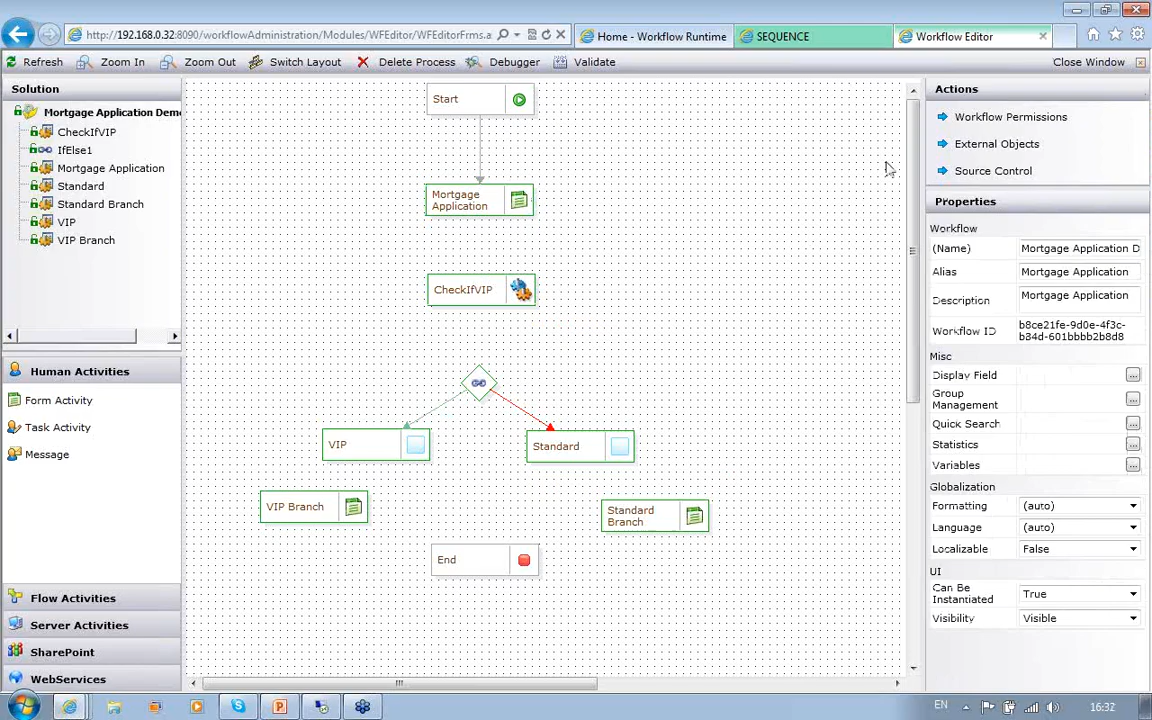 http://192.168.0.32:8090/workflowAdministration/Modules/WFEditor/WFEditorFrms.a
Home - Workflow Runtime
SEQUENCE
Workflow Editor
Refresh
Zoom In
Zoom Out
Switch Layout
Delete Process
Debugger
Validate
Close Window
Solution
Mortgage Application Dem
CheckIfVIP
IfElse1
Mortgage Application
Standard
Standard Branch
VIP
VIP Branch
Human Activities
Form Activity
Task Activity
Message
Flow Activities
Server Activities
SharePoint
WebServices
Start
Mortgage
Application
CheckIfVIP
VIP
Standard
VIP Branch
Standard
Branch
End
Actions
Workflow Permissions
External Objects
Source Control
Properties
Workflow
(Name) Mortgage Application D
Alias Mortgage Application
Description Mortgage Application
Workflow ID b8ce21fe-9d0e-4f3c-
b84d-601bbbb2b8d8
Misc
Display Field ...
Group
Management ...
Quick Search ...
Statistics ...
Variables ...
Globalization
Formatting (auto)
Language (auto)
Localizable False
UI
Can Be
Instantiated True
Visibility Visible
EN
16:32